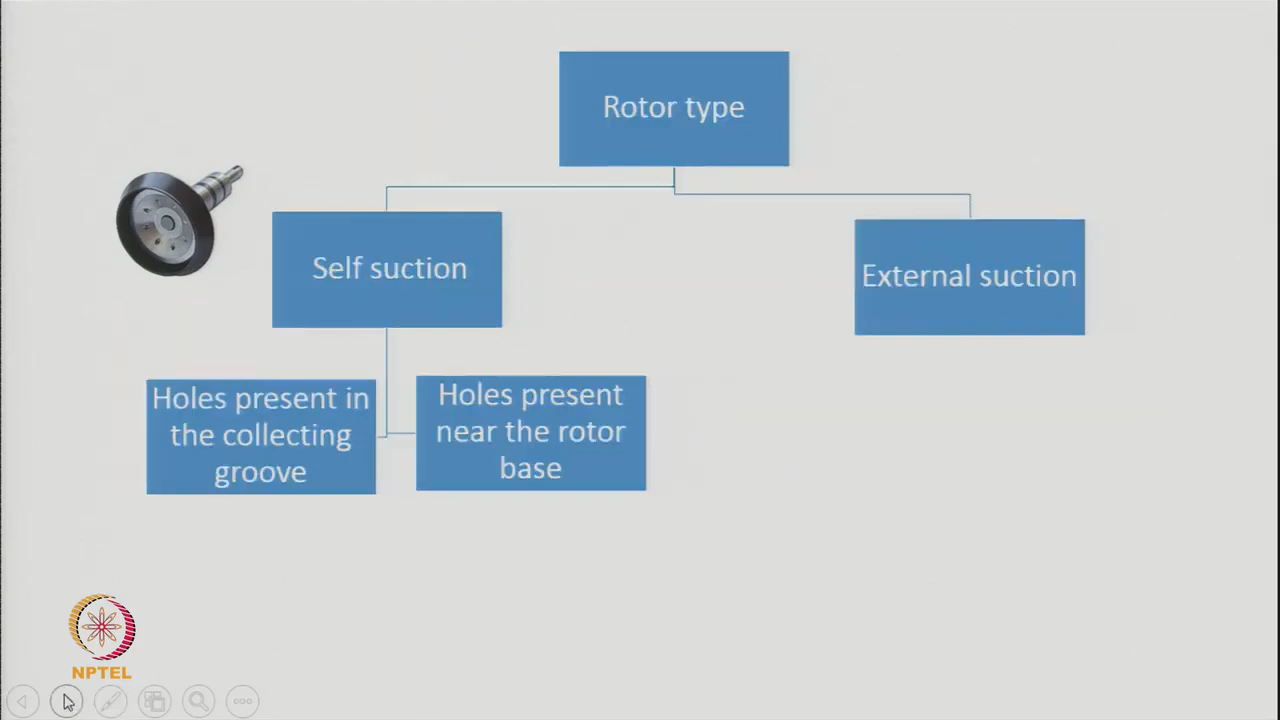 Rotor type
Self suction
External suction
Holes present in
the collecting
groove
Holes present
near the rotor
base
NPTEL